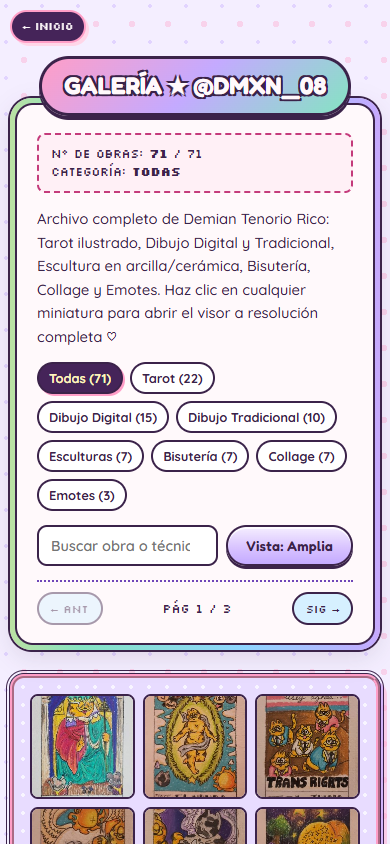 ← INICIO
GALERÍA ★ @DMXN_08
Nº DE OBRAS: 71 / 71
CATEGORÍA: TODAS
Archivo completo de Demian Tenorio Rico:
Tarot ilustrado, Dibujo Digital y Tradicional,
Escultura en arcilla/cerámica, Bisutería,
Collage y Emotes. Haz clic en cualquier
miniatura para abrir el visor a resolución
completa ♡
Todas (71)
Tarot (22)
Dibujo Digital (15)
Dibujo Tradicional (10)
Esculturas (7)
Bisutería (7)
Collage (7)
Emotes (3)
Buscar obra o técnic
Vista: Amplia
← ANT
PÁG 1 / 3
SIG →
TRANS RIGHTS